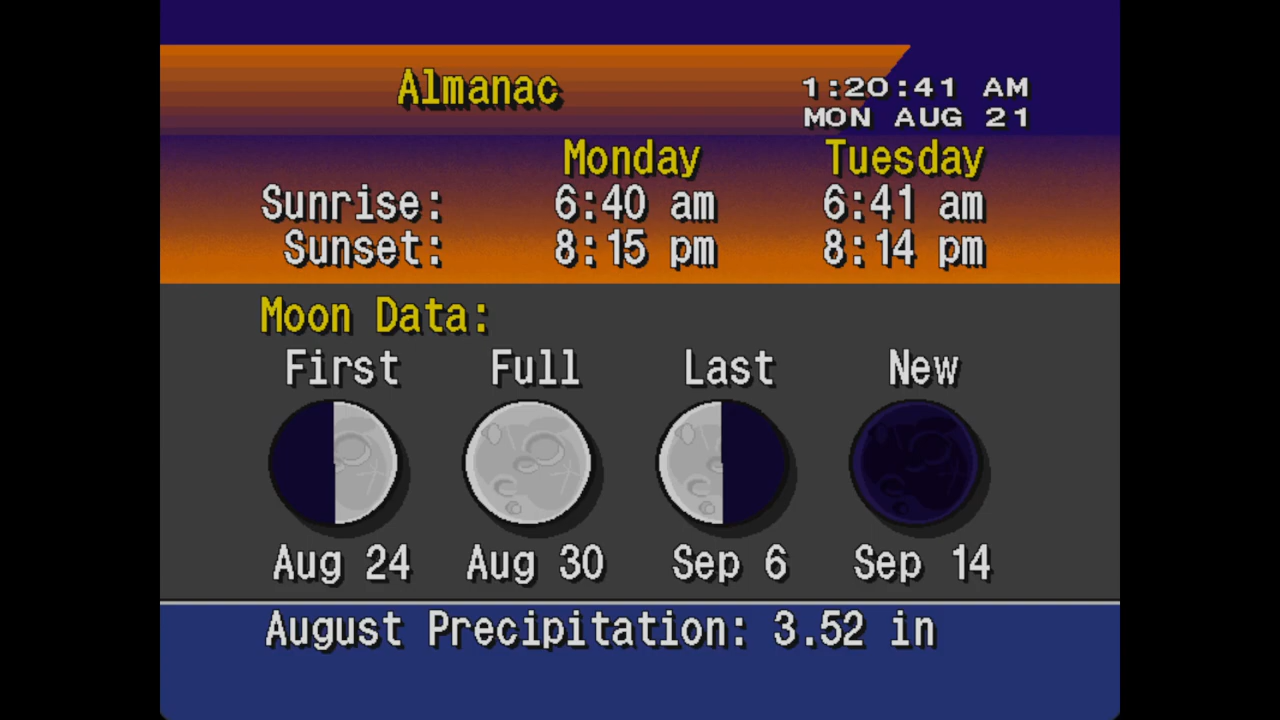 Almanac
1:20:41 AM
MON AUG 21
Monday Tuesday
Sunrise: 6:40 am 6:41 am
Sunset: 8:15 pm 8:14 pm
Moon Data:
First Full Last New
Aug 24 Aug 30 Sep 6 Sep 14
August Precipitation: 3.52 in